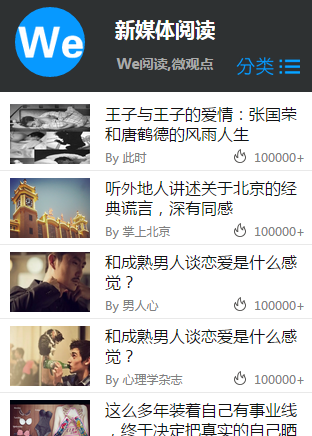 We
新媒体阅读
We阅读,微观点
分类
王子与王子的爱情：张国荣
和唐鹤德的风雨人生
By 此时
100000+
听外地人讲述关于北京的经
典谎言，深有同感
By 掌上北京
100000+
和成熟男人谈恋爱是什么感
觉？
By 男人心
100000+
和成熟男人谈恋爱是什么感
觉？
By 心理学杂志
100000+
这么多年装着自己有事业线
，终于决定把真实的自己晒